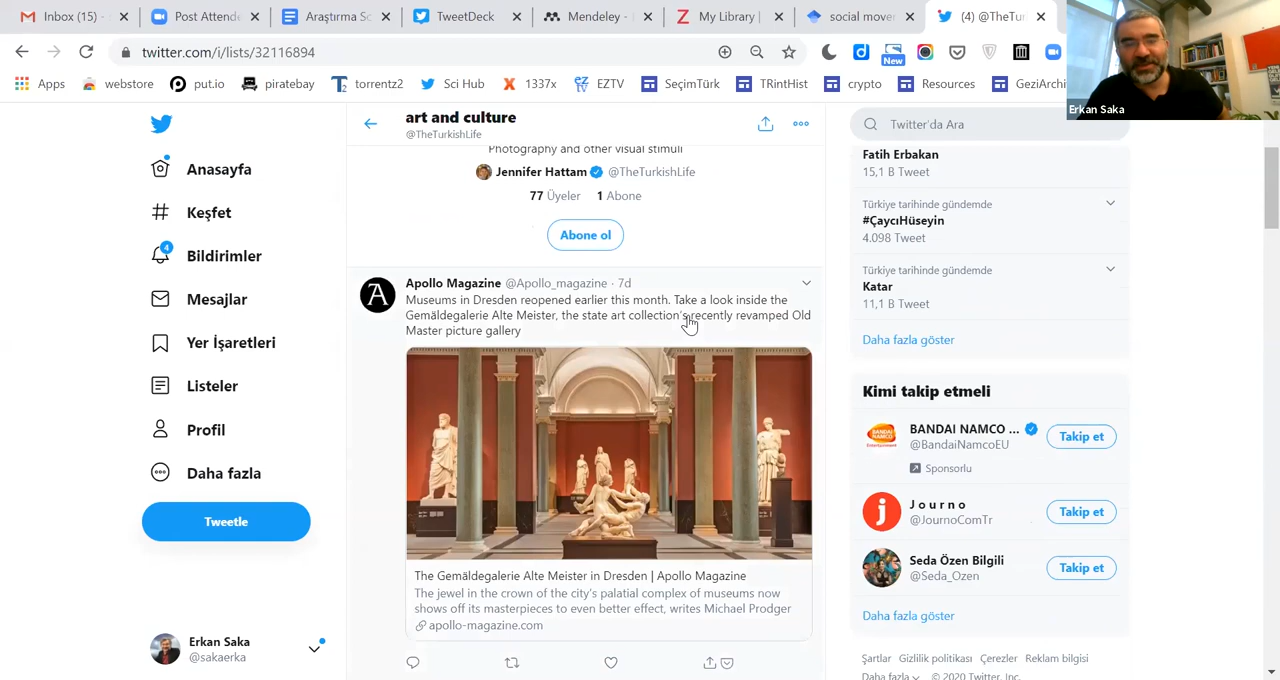 Inbox (15) -
Post Attende
Araştırma Sc
TweetDeck
Mendeley -
My Library |
social mover
(4) @TheTur
twitter.com/i/lists/32116894
New
Apps
webstore
put.io
piratebay
torrentz2
Sci Hub
1337x
EZTV
SeçimTürk
TRintHist
crypto
Resources
GeziArchi
Erkan Saka
Anasayfa
Keşfet
4
Bildirimler
Mesajlar
Yer İşaretleri
Listeler
Profil
Daha fazla
Tweetle
Erkan Saka
@sakaerka
art and culture
@TheTurkishLife
Photography and other visual stimuli
Jennifer Hattam @TheTurkishLife
77 Üyeler 1 Abone
Abone ol
Apollo Magazine @Apollo_magazine · 7d
Museums in Dresden reopened earlier this month. Take a look inside the
Gemäldegalerie Alte Meister, the state art collection's recently revamped Old
Master picture gallery
The Gemäldegalerie Alte Meister in Dresden | Apollo Magazine
The jewel in the crown of the city's palatial complex of museums now
shows off its masterpieces to even better effect, writes Michael Prodger
apollo-magazine.com
Twitter'da Ara
Fatih Erbakan
15,1 B Tweet
Türkiye tarihinde gündemde
#ÇaycıHüseyin
4.098 Tweet
Türkiye tarihinde gündemde
Katar
11,1 B Tweet
Daha fazla göster
Kimi takip etmeli
BANDAI NAMCO ...
@BandaiNamcoEU
Takip et
Sponsorlu
J o u r n o
@JournoComTr
Takip et
Seda Özen Bilgili
@Seda_Ozen
Takip et
Daha fazla göster
Şartlar Gizlilik politikası Çerezler Reklam bilgisi
Daha fazla © 2020 Twitter, Inc.